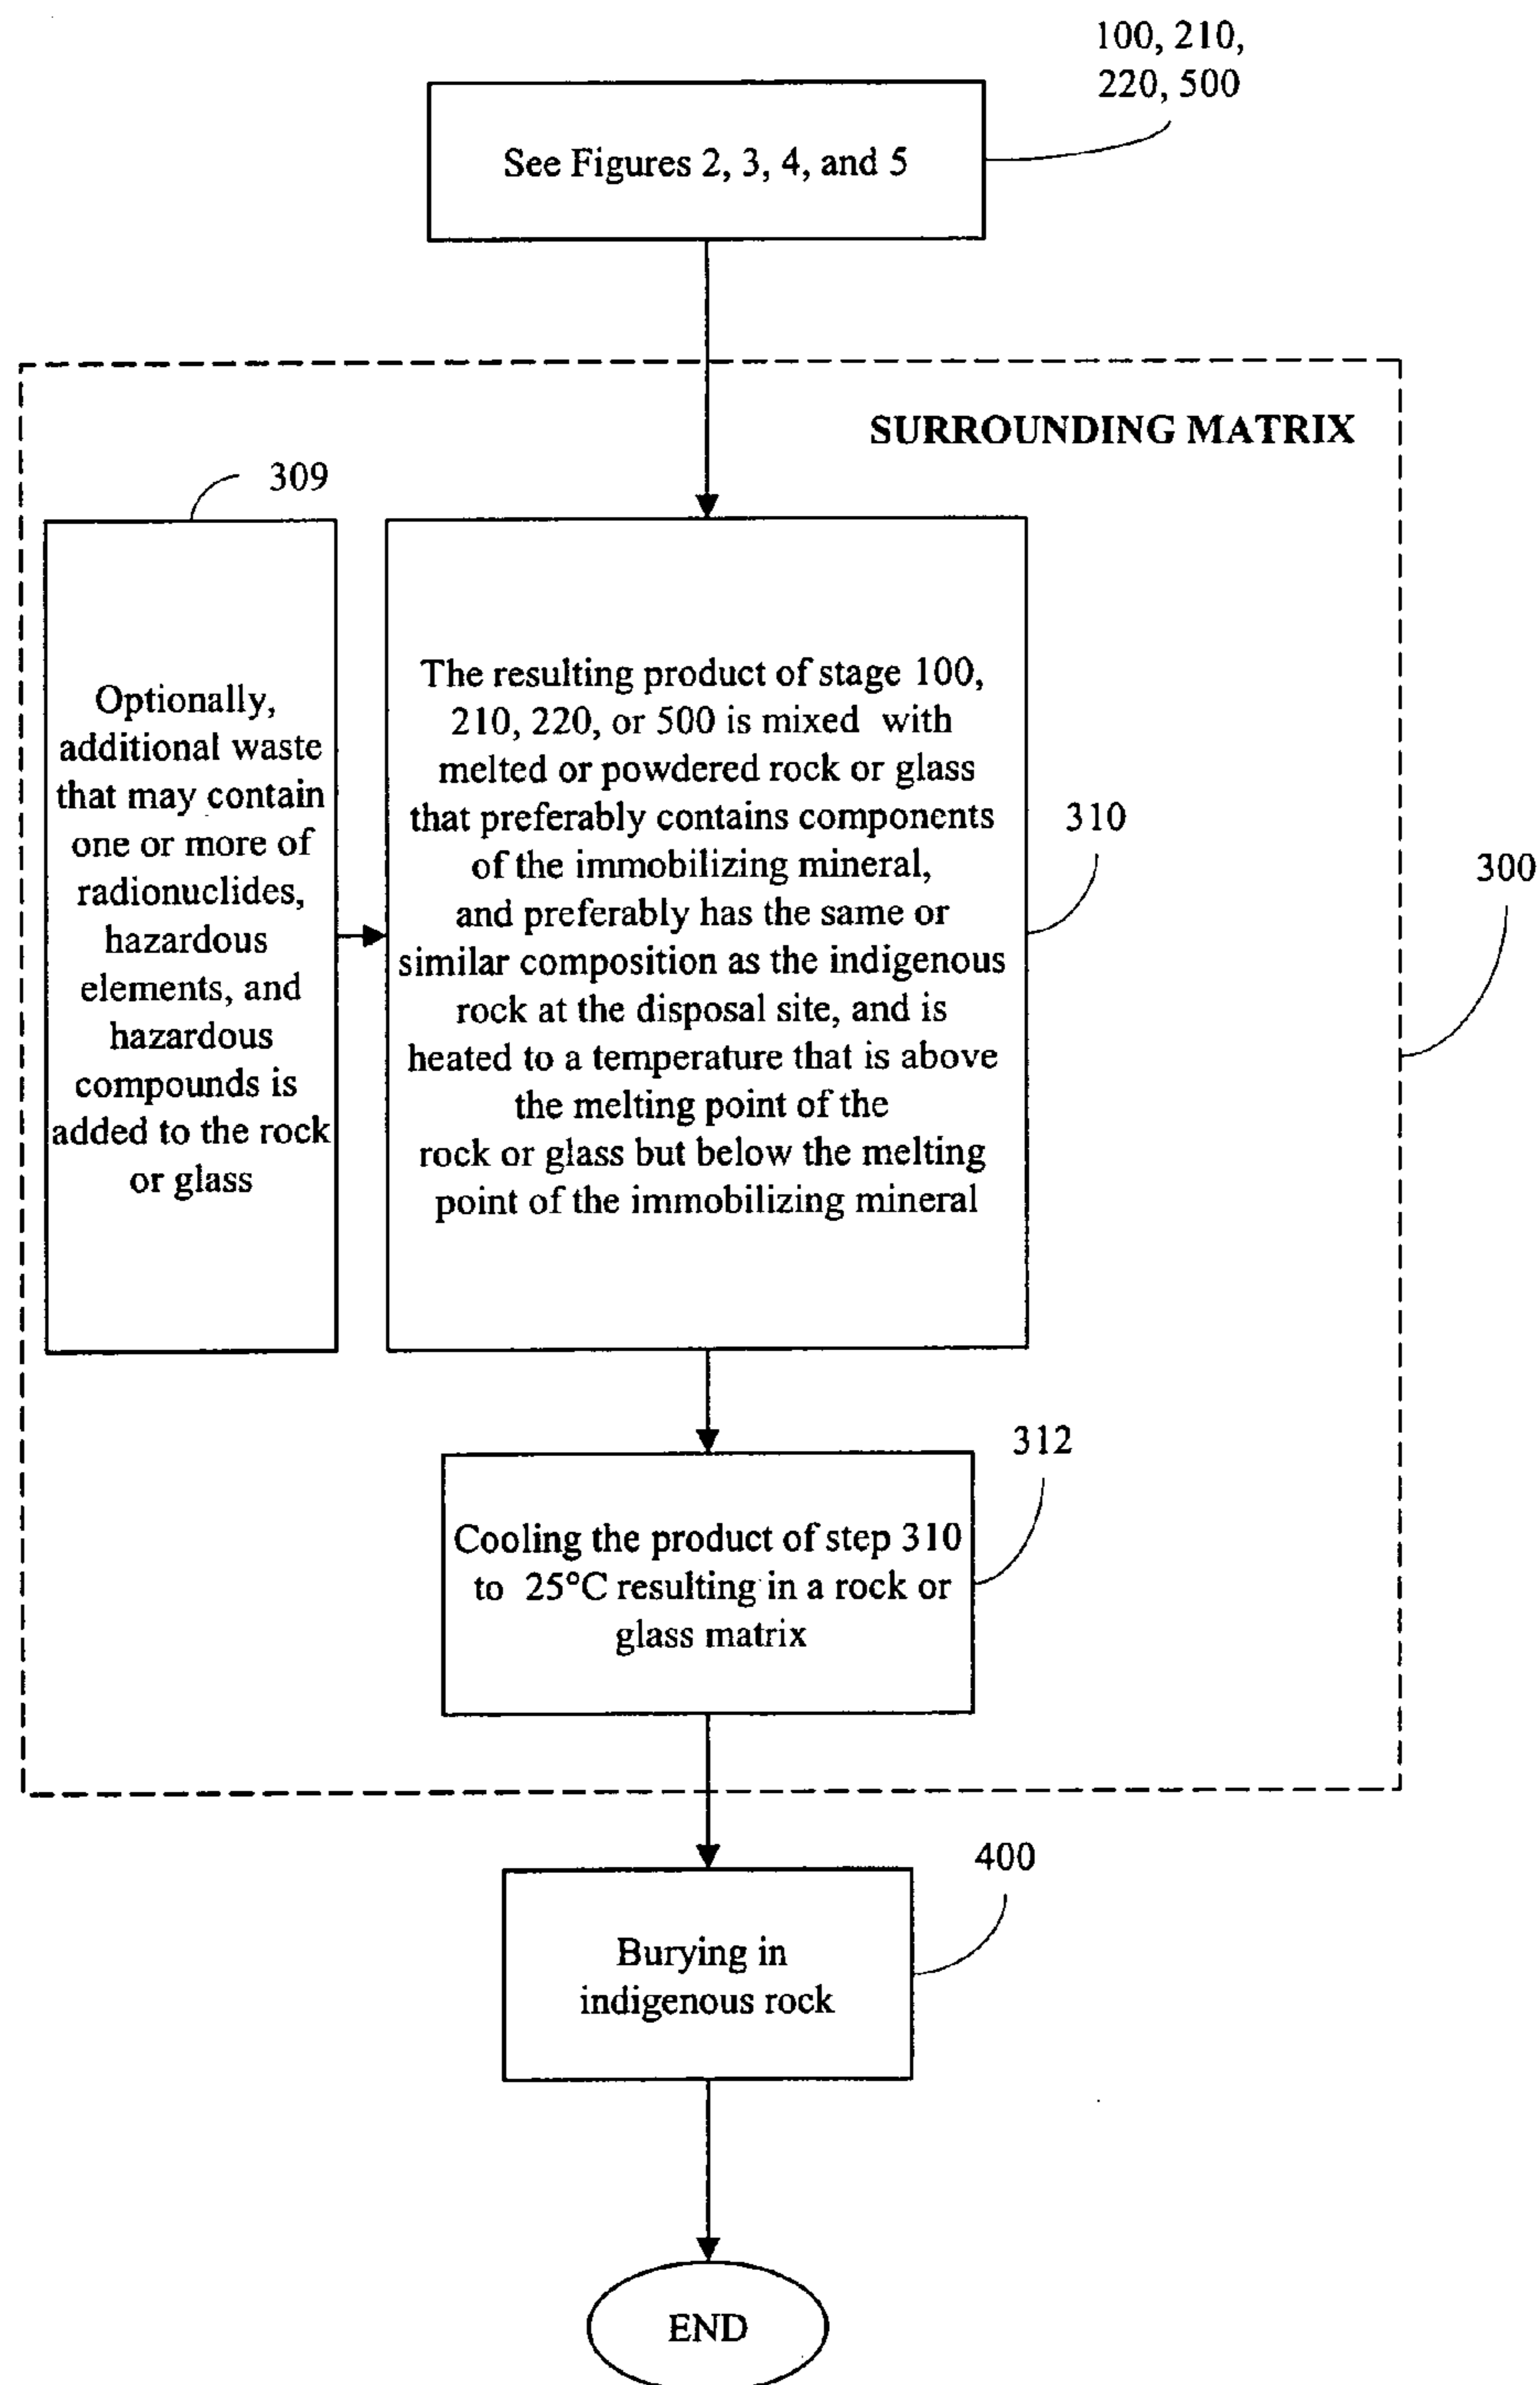 100, 210,
220, 500
See Figures 2, 3, 4, and 5
SURROUNDING MATRIX
309
Optionally,
additional waste
that may contain
one or more of
radionuclides,
hazardous
elements, and
hazardous
compounds is
added to the rock
or glass
The resulting product of stage 100,
210, 220, or 500 is mixed with
melted or powdered rock or glass
that preferably contains components
of the immobilizing mineral,
and preferably has the same or
similar composition as the indigenous
rock at the disposal site, and is
heated to a temperature that is above
the melting point of the
rock or glass but below the melting
point of the immobilizing mineral
310
300
312
Cooling the product of step 310
to 25°C resulting in a rock or
glass matrix
400
Burying in
indigenous rock
END